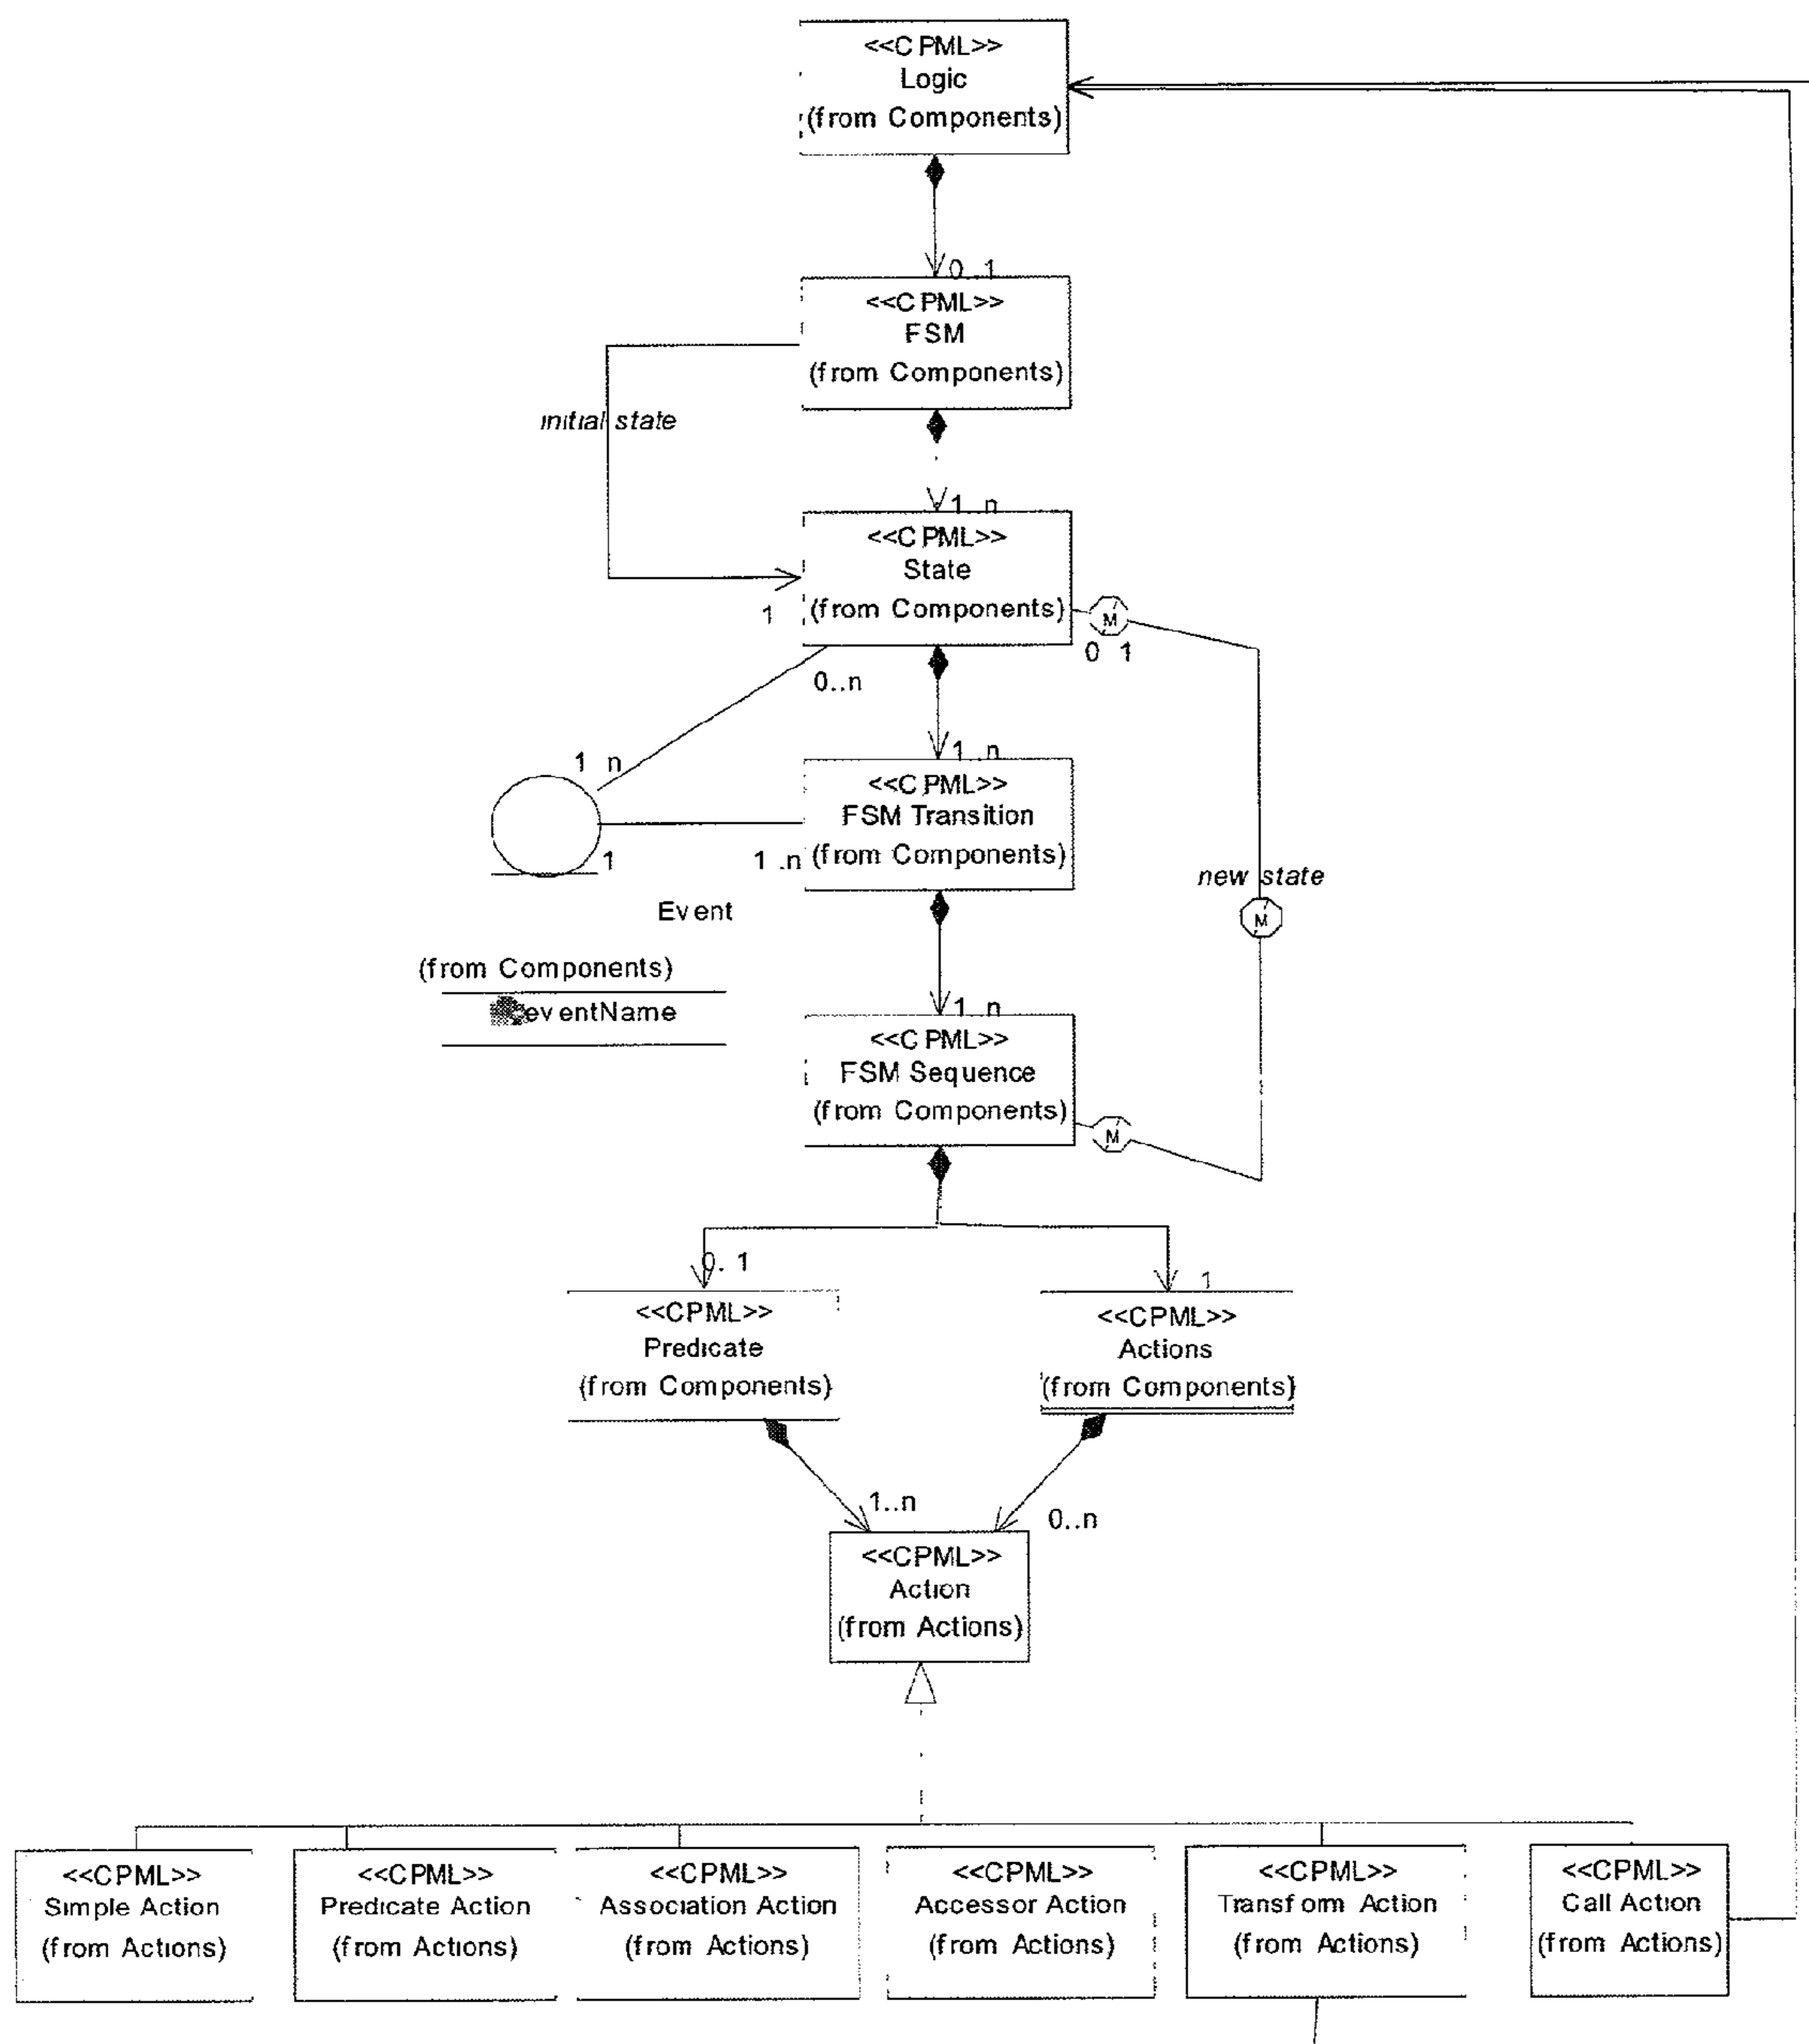 <<CPML>>
Logic
(from Components)
0..1
<<CPML>>
FSM
(from Components)
initial state
1..n
<<CPML>>
State
(from Components)
1
0 1
0..n
1 n
1..n
<<CPML>>
FSM Transition
(from Components)
1
1 .n
new state
M
M
M
Event
(from Components)
eventName
1..n
<<CPML>>
FSM Sequence
(from Components)
0. 1
1
<<CPML>>
Predicate
(from Components)
<<CPML>>
Actions
(from Components)
1..n
0..n
<<CPML>>
Action
(from Actions)
<<CPML>>
Simple Action
(from Actions)
<<CPML>>
Predicate Action
(from Actions)
<<CPML>>
Association Action
(from Actions)
<<CPML>>
Accessor Action
(from Actions)
<<CPML>>
Transform Action
(from Actions)
<<CPML>>
Call Action
(from Actions)